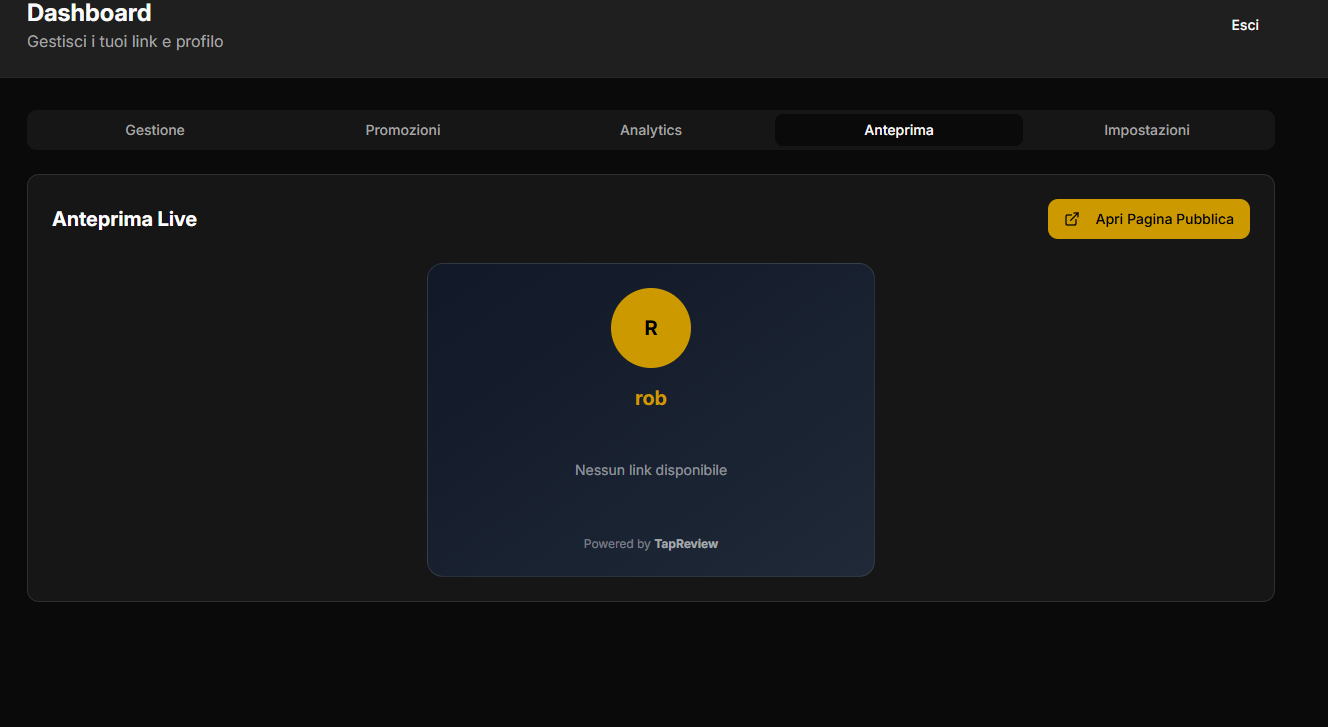 Dashboard
Gestisci i tuoi link e profilo
Esci
Gestione
Promozioni
Analytics
Anteprima
Impostazioni
Anteprima Live
Apri Pagina Pubblica
R
rob
Nessun link disponibile
Powered by TapReview